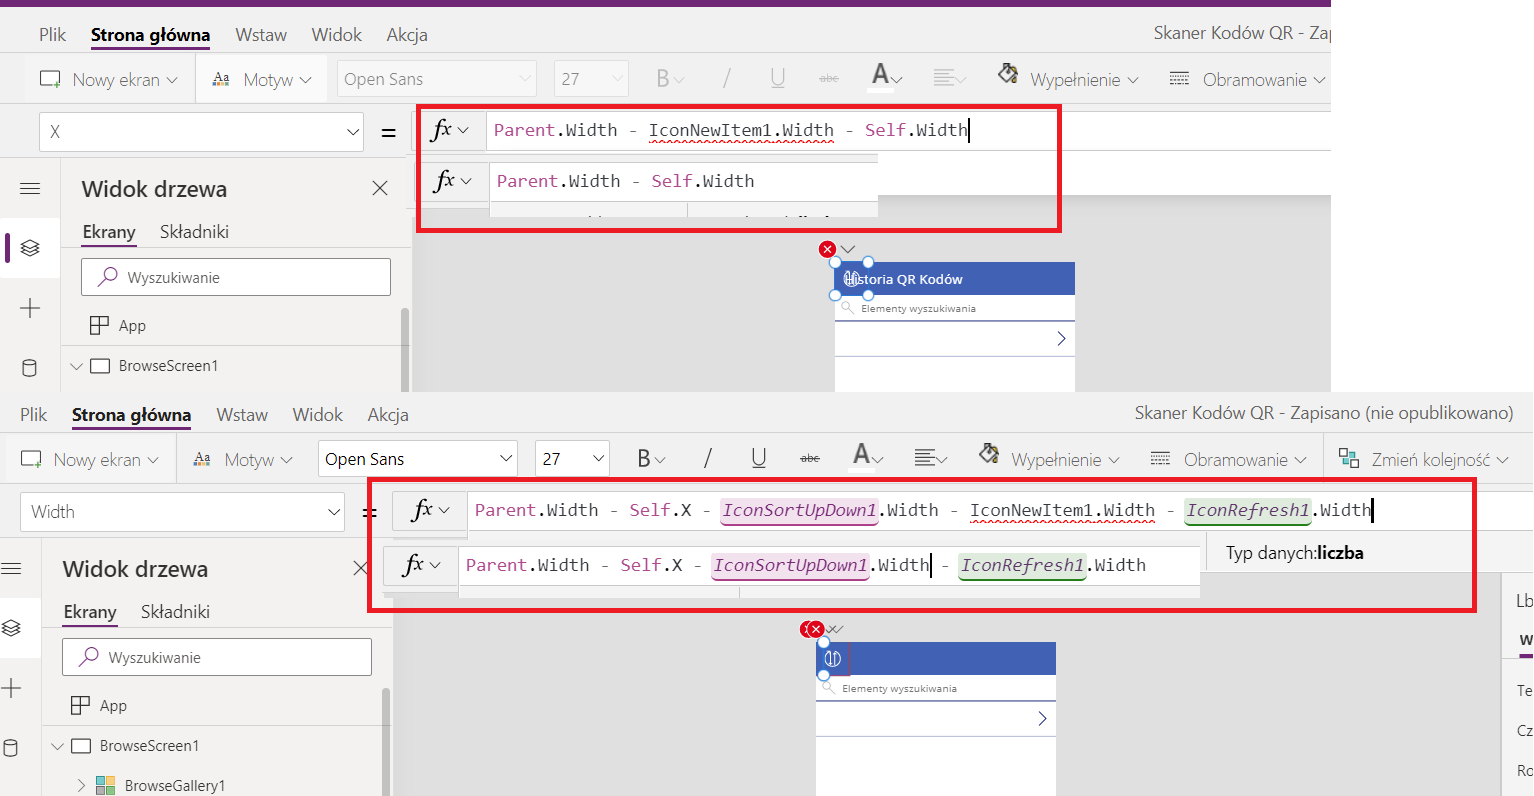 Plik Strona główna Wstaw Widok Akcja Skaner Kodów QR - Zap
Nowy ekran Motyw Open Sans 27 B / U abc A Wypełnienie Obramowanie
X = fx Parent.Width - IconNewItem1.Width - Self.Width
fx Parent.Width - Self.Width
Widok drzewa
Ekrany Składniki
Wyszukiwanie
Historia QR Kodów
Elementy wyszukiwania
App
BrowseScreen1
Plik Strona główna Wstaw Widok Akcja Skaner Kodów QR - Zapisano (nie opublikowano)
Nowy ekran Motyw Open Sans 27 B / U abc A Wypełnienie Obramowanie Zmień kolejność
Width = fx Parent.Width - Self.X - IconSortUpDown1.Width - IconNewItem1.Width - IconRefresh1.Width
fx Parent.Width - Self.X - IconSortUpDown1.Width - IconRefresh1.Width
Typ danych:liczba
Widok drzewa
Ekrany Składniki
Wyszukiwanie
Elementy wyszukiwania
App
BrowseScreen1
BrowseGallery1
Lb
W
Te
Cz
Ro